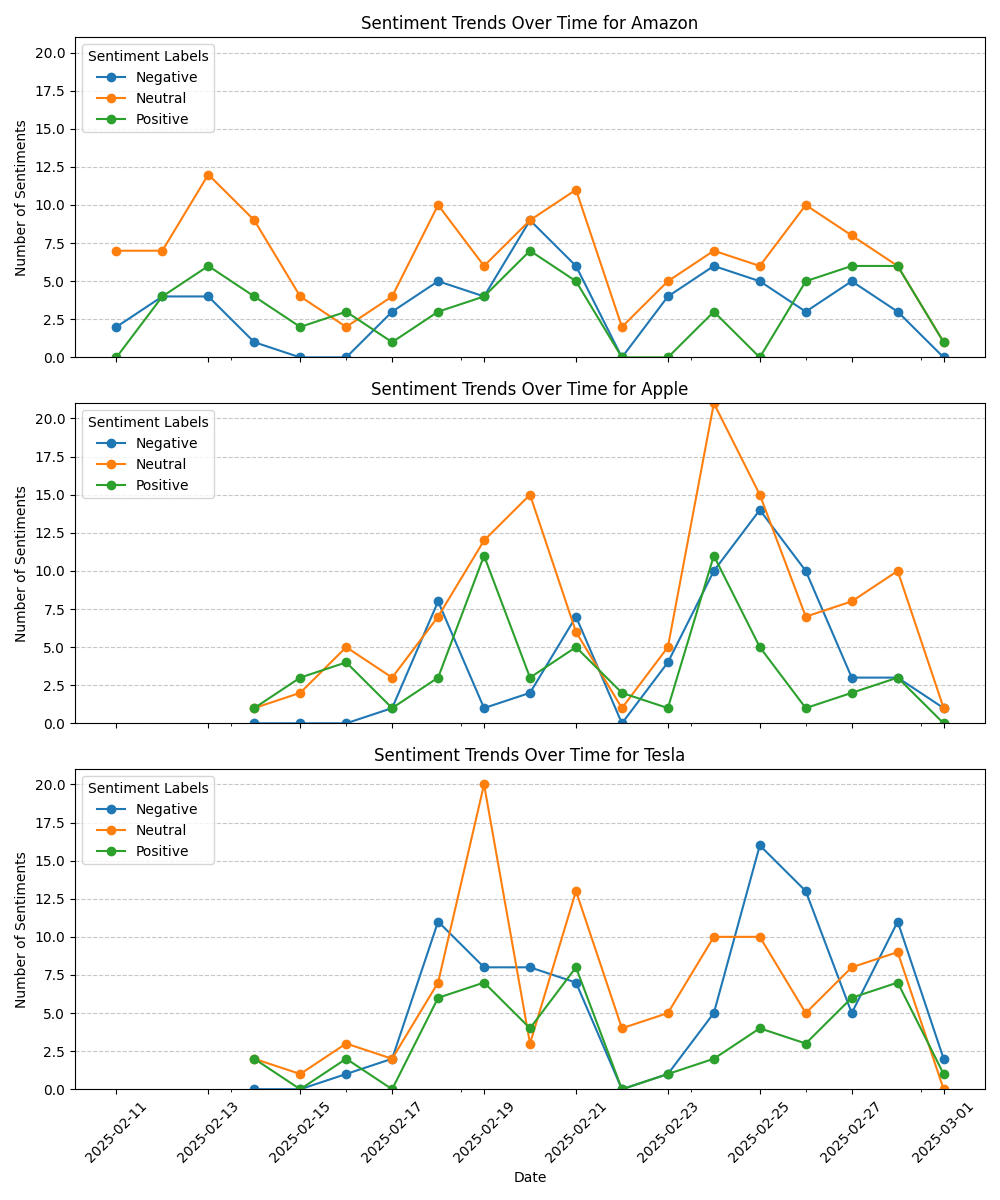 Sentiment Trends Over Time for Amazon
Number of Sentiments
20.0
17.5
15.0
12.5
10.0
7.5
5.0
2.5
0.0
Sentiment Labels
Negative
Neutral
Positive
Sentiment Trends Over Time for Apple
Number of Sentiments
20.0
17.5
15.0
12.5
10.0
7.5
5.0
2.5
0.0
Sentiment Labels
Negative
Neutral
Positive
Sentiment Trends Over Time for Tesla
Number of Sentiments
20.0
17.5
15.0
12.5
10.0
7.5
5.0
2.5
0.0
Sentiment Labels
Negative
Neutral
Positive
2025-02-11
2025-02-13
2025-02-15
2025-02-17
2025-02-19
2025-02-21
2025-02-23
2025-02-25
2025-02-27
2025-03-01
Date